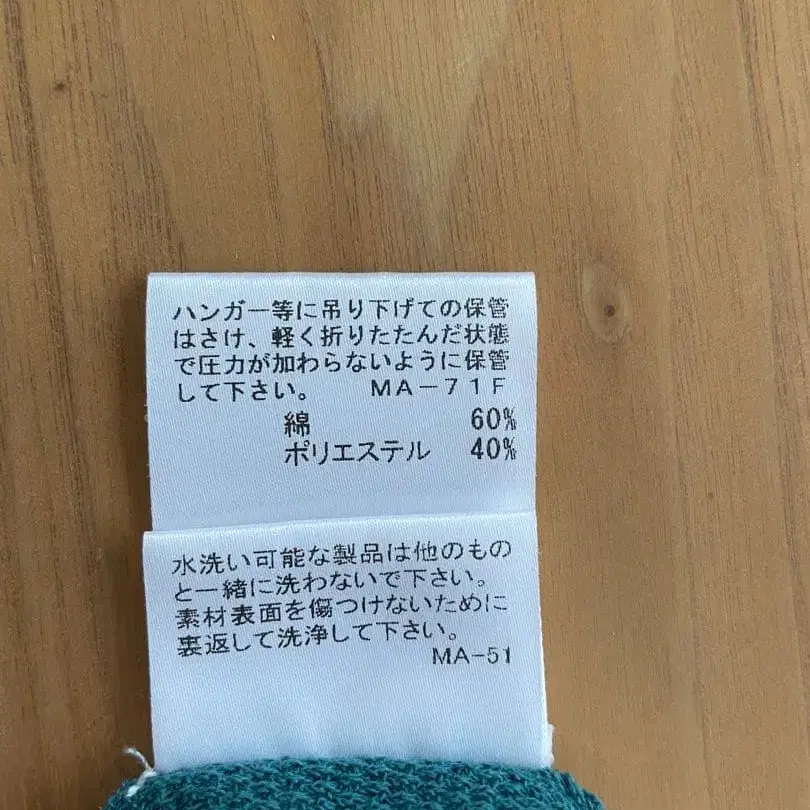 ハンガー等に吊り下げての保管
はさけ、軽く折りたたんだ状態
で圧力が加わらないように保管
して下さい。 MA-71F
綿 60%
ポリエステル 40%
水洗い可能な製品は他のもの
と一緒に洗わないで下さい。
素材表面を傷つけないために
裏返して洗浄して下さい。
MA-51